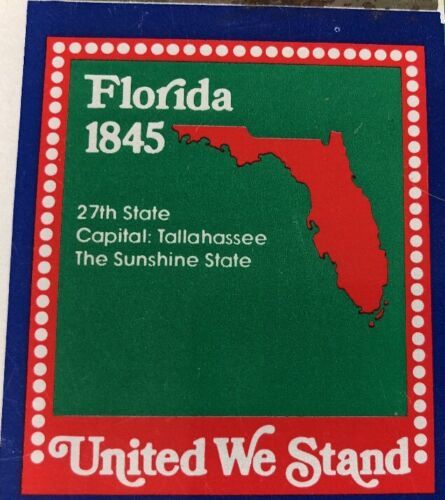 Florida
1845
27th State
Capital: Tallahassee
The Sunshine State
United We Stand